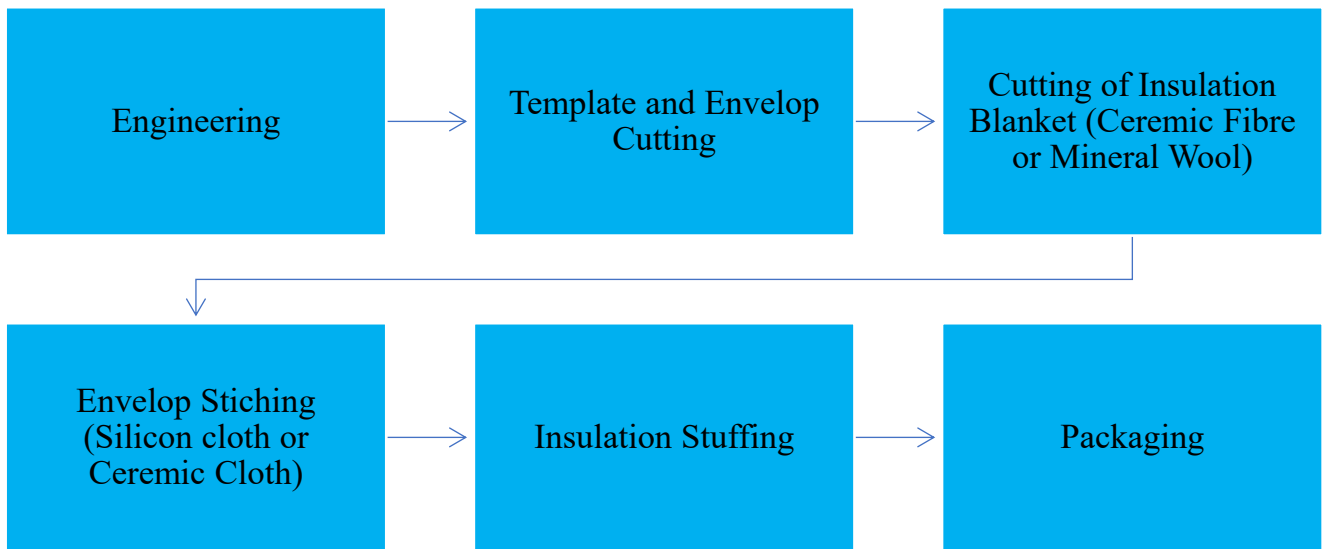 Engineering
Template and Envelop
Cutting
Cutting of Insulation
Blanket (Ceremic Fibre
or Mineral Wool)
Envelop Stiching
(Silicon cloth or
Ceremic Cloth)
Insulation Stuffing
Packaging